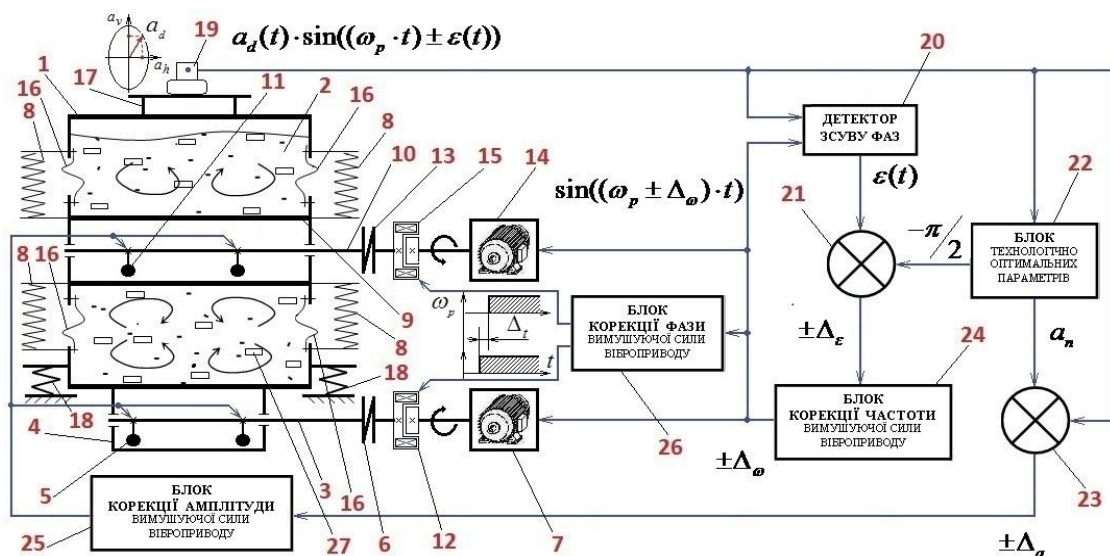 a_v
a_d
a_h
19
a_d(t)·sin((ω_p·t)±ε(t))
20
1
17
11
2
16
16
8
8
10
13
15
14
ДЕТЕКТОР
ЗСУВУ ФАЗ
22
ε(t)
sin((ω_p±Δ_ω)·t)
21
-π/2
БЛОК
ТЕХНОЛОГІЧНО
ОПТИМАЛЬНИХ
ПАРАМЕТРІВ
8
16
9
ω_p
Δ_t
t
БЛОК
КОРЕКЦІЇ ФАЗИ
ВИМУШУЮЧОЇ СИЛИ
ВІБРОПРИВОДУ
±Δ_ε
a_n
8
24
18
18
БЛОК
КОРЕКЦІЇ ЧАСТОТИ
ВИМУШУЮЧОЇ СИЛИ
ВІБРОПРИВОДУ
4
26
±Δ_ω
23
5
БЛОК
КОРЕКЦІЇ АМПЛІТУДИ
ВИМУШУЮЧОЇ СИЛИ
ВІБРОПРИВОДУ
25
27
3
16
6
12
7
±Δ_a